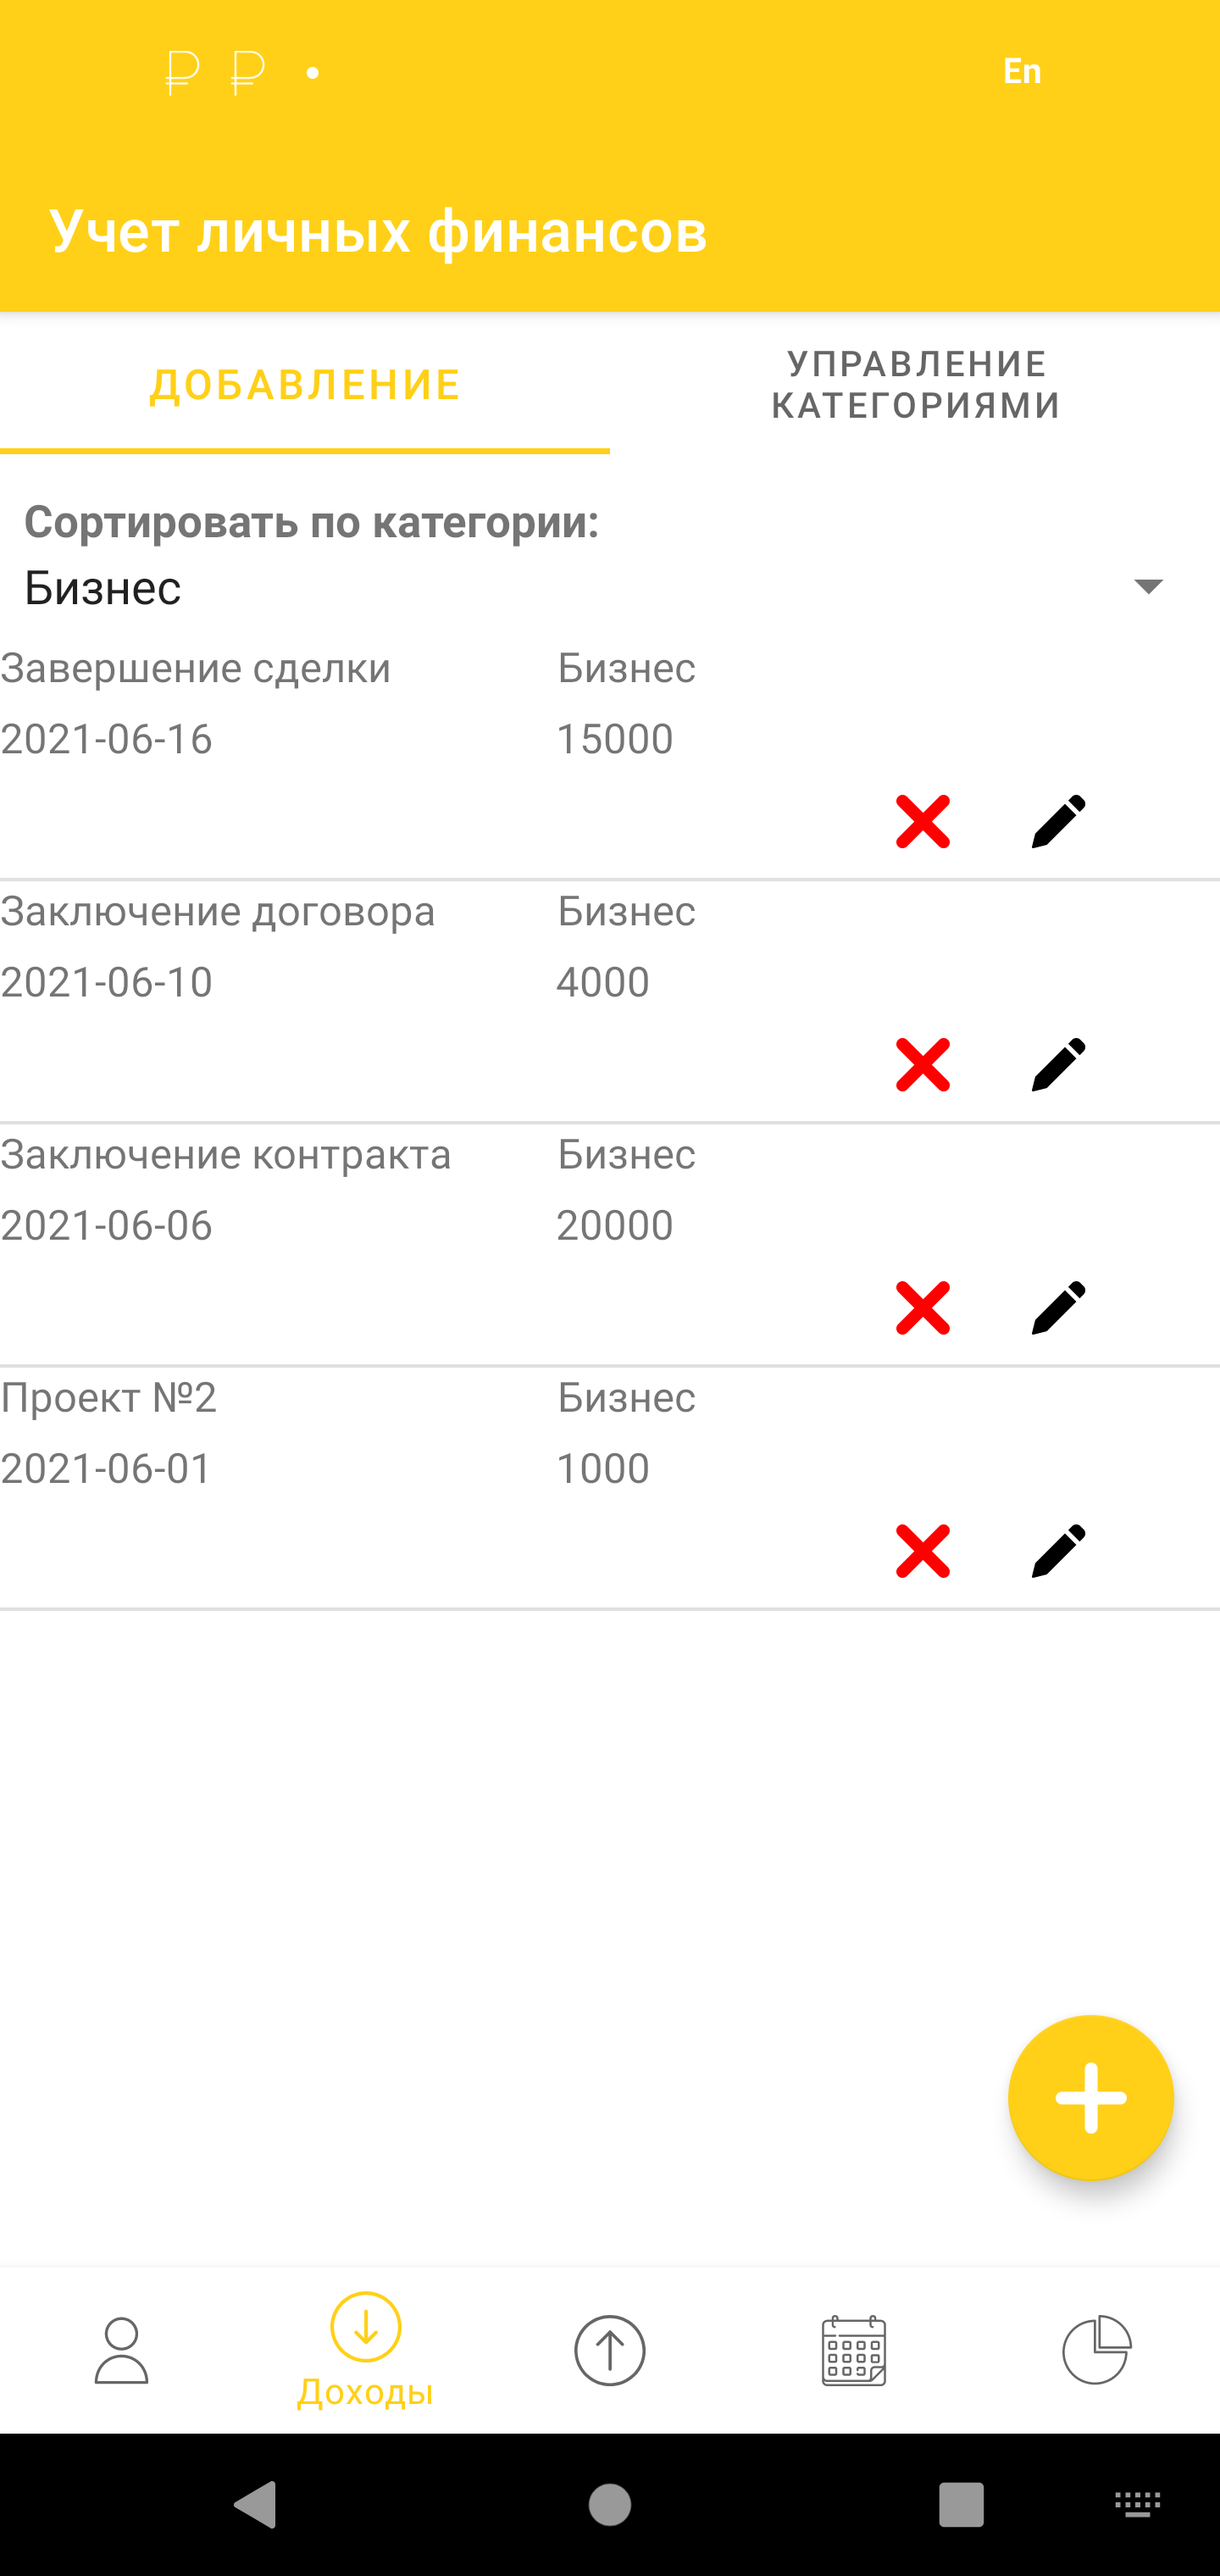 ₽ ₽ • En
Учет личных финансов
ДОБАВЛЕНИЕ
УПРАВЛЕНИЕ
КАТЕГОРИЯМИ
Сортировать по категории:
Бизнес
Завершение сделки Бизнес
2021-06-16 15000
Заключение договора Бизнес
2021-06-10 4000
Заключение контракта Бизнес
2021-06-06 20000
Проект №2 Бизнес
2021-06-01 1000
Доходы